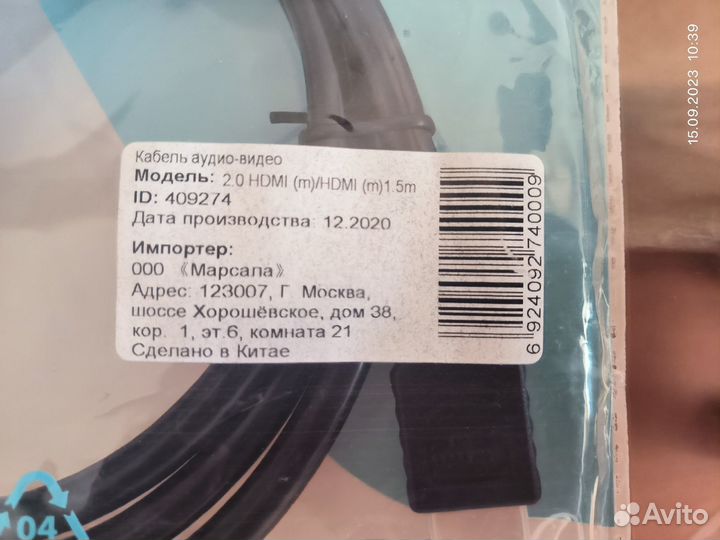 Кабель аудио-видео
Модель: 2.0 HDMI (m)/HDMI (m)1.5m
ID: 409274
Дата производства: 12.2020
Импортер:
ООО 《Марсала》
Адрес: 123007, Г. Москва,
шоссе Хорошёвское, дом 38,
кор. 1, эт.6, комната 21
Сделано в Китае
6 924092 740009
15.09.2023 10:39
04
Avito